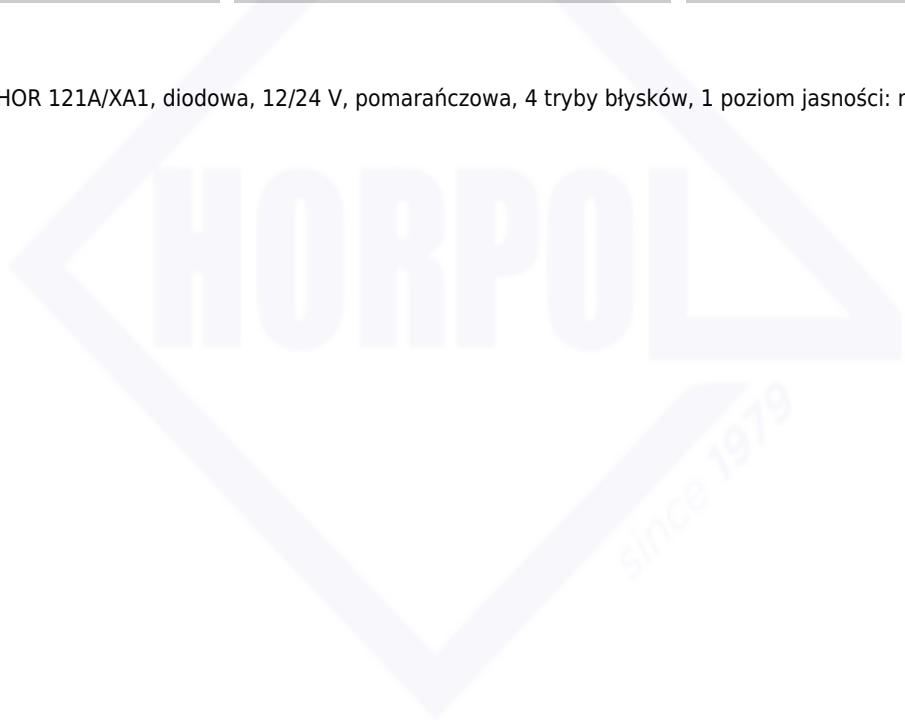 HOR 121A/XA1, diodowa, 12/24 V, pomarańczowa, 4 tryby błysków, 1 poziom jasności:
HORPOL
since 1979